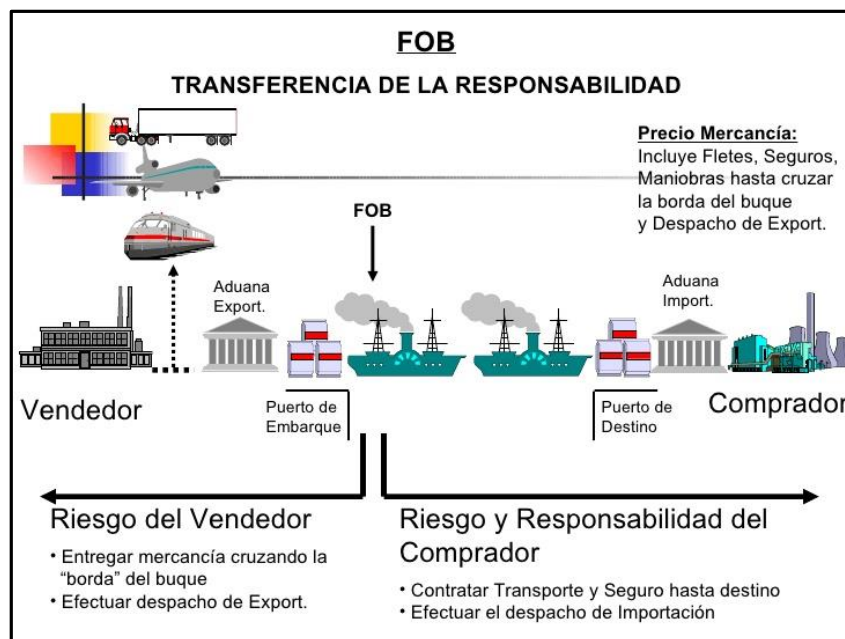 FOB
TRANSFERENCIA DE LA RESPONSABILIDAD
Precio Mercancía:
Incluye Fletes, Seguros,
Maniobras hasta cruzar
la borda del buque
y Despacho de Export.
FOB
Aduana
Export.
Aduana
Import.
Vendedor
Puerto de
Embarque
Puerto de
Destino
Comprador
Riesgo del Vendedor
• Entregar mercancía cruzando la
“borda” del buque
• Efectuar despacho de Export.
Riesgo y Responsabilidad del
Comprador
• Contratar Transporte y Seguro hasta destino
• Efectuar el despacho de Importación